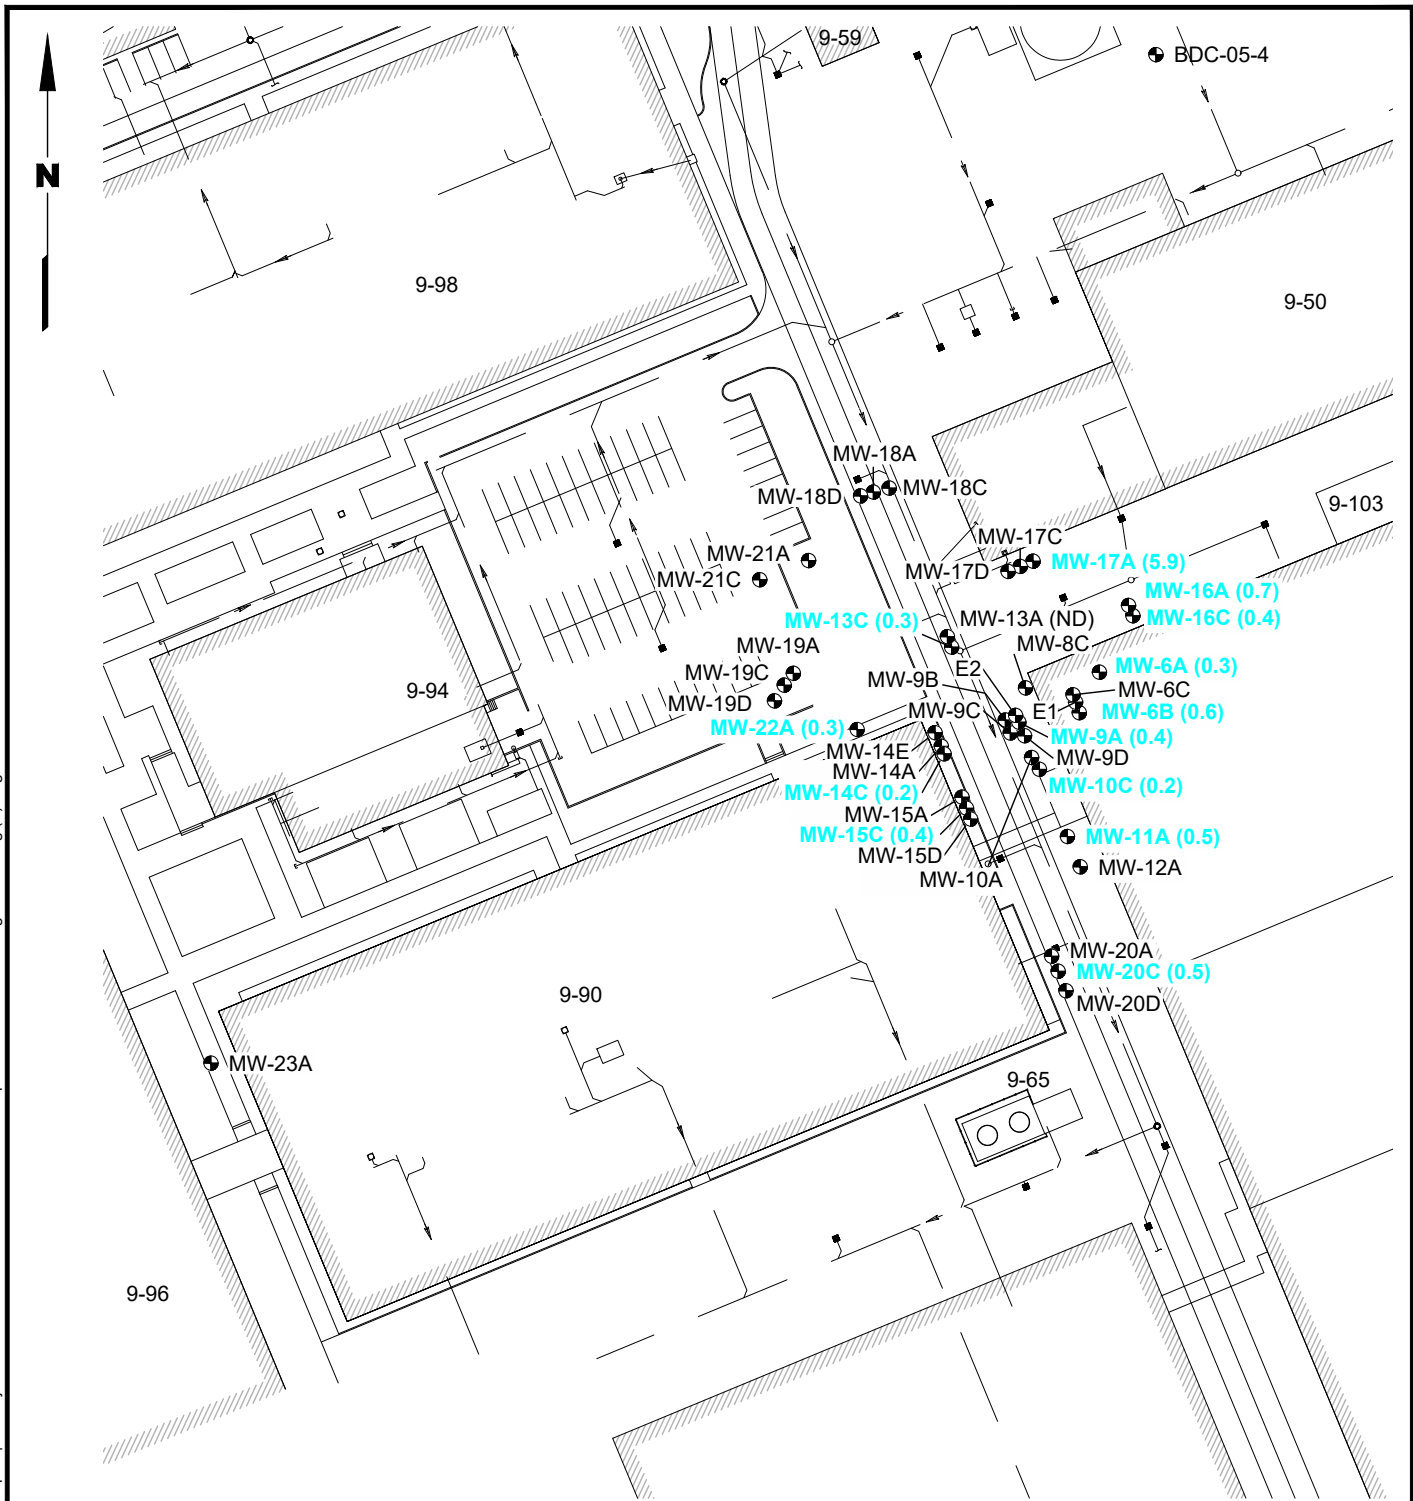 9-59
BDC-05-4
N
9-98
9-50
MW-18A
MW-18D
MW-18C
9-103
MW-17C
MW-21A
MW-17D
MW-17A (5.9)
MW-21C
MW-16A (0.7)
MW-13C (0.3)
MW-13A (ND)
MW-16C (0.4)
MW-8C
MW-19A
E2
MW-6A (0.3)
MW-19C
MW-9B
MW-6C
9-94
MW-19D
MW-9C
E1
MW-6B (0.6)
MW-22A (0.3)
MW-9A (0.4)
MW-14E
MW-9D
MW-14A
MW-10C (0.2)
MW-14C (0.2)
MW-15A
MW-15C (0.4)
MW-11A (0.5)
MW-15D
MW-12A
MW-10A
MW-20A
MW-20C (0.5)
9-90
MW-20D
MW-23A
9-65
9-96